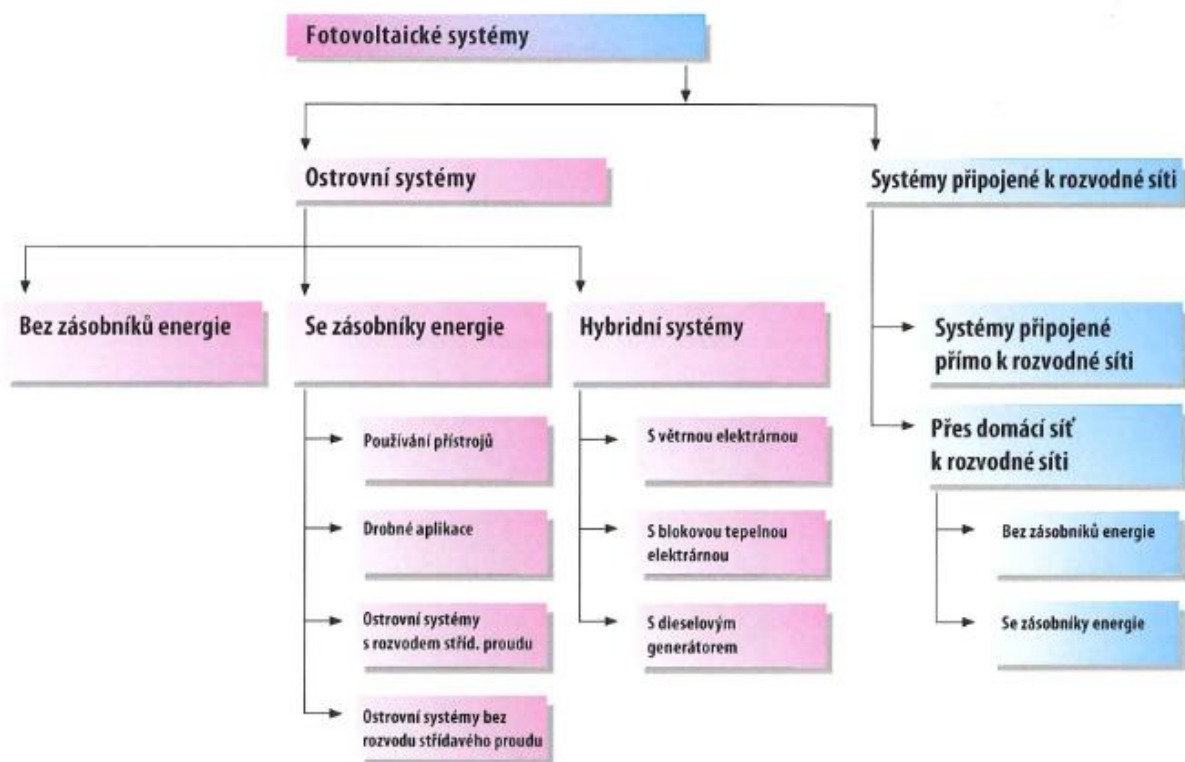 Fotovoltaické systémy
Ostrovní systémy
Systémy připojené k rozvodné síti
Bez zásobníků energie
Se zásobníky energie
Hybridní systémy
Systémy připojené
přímo k rozvodné síti
Používání přístrojů
S větrnou elektrárnou
Přes domácí síť
k rozvodné síti
Drobné aplikace
S blokovou tepelnou
elektrárnou
Bez zásobníků energie
Ostrovní systémy
s rozvodem stříd. proudu
S dieselovým
generátorem
Se zásobníky energie
Ostrovní systémy bez
rozvodu střídavého proudu